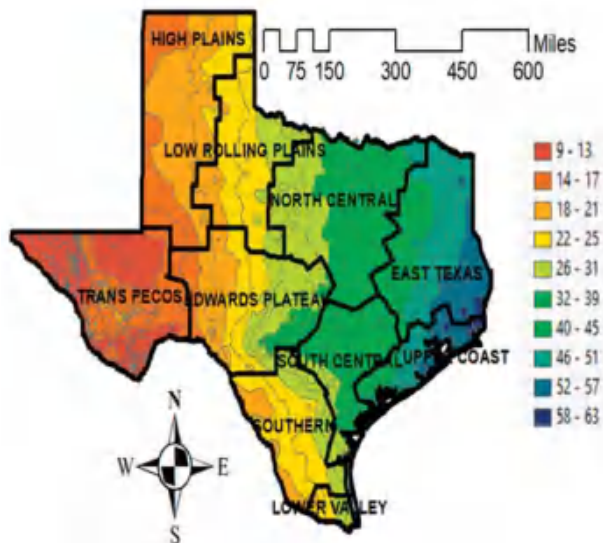 HIGH PLAINS
Miles
0 75 150 300 450 600
LOW ROLLING PLAINS
NORTH CENTRAL
EAST TEXAS
TRANS PECOS
EDWARDS PLATEAU
SOUTH CENTRAL
UPPER COAST
SOUTHERN
LOWER VALLEY
9 - 13
14 - 17
18 - 21
22 - 25
26 - 31
32 - 39
40 - 45
46 - 51
52 - 57
58 - 63
N
W E
S